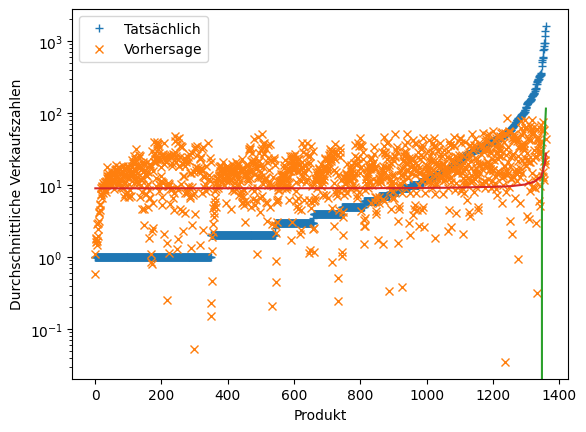 Tatsächlich
Vorhersage
Durchschnittliche Verkaufszahlen
10³
10²
10¹
10⁰
10⁻¹
0 200 400 600 800 1000 1200 1400
Produkt